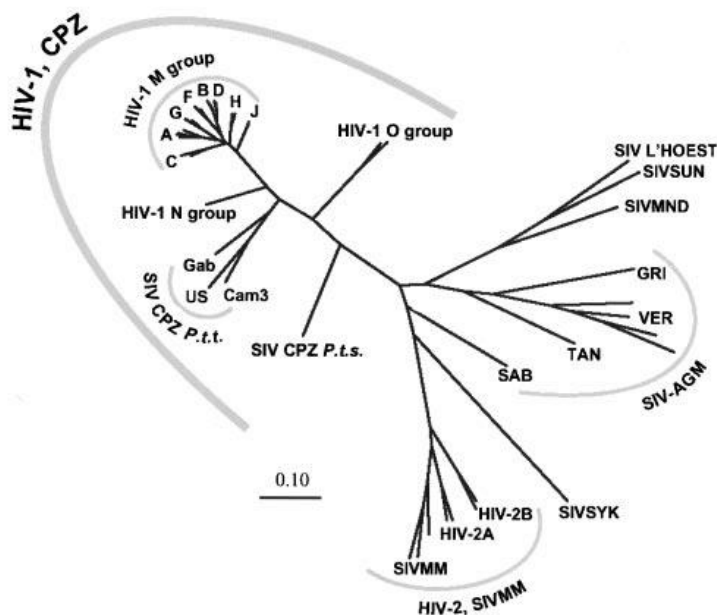 HIV-1, CPZ
HIV-1 M group
F B D
H
J
G
A
C
HIV-1 O group
SIV L'HOEST
SIVSUN
SIVMND
HIV-1 N group
Gab
US
Cam3
SIV CPZ P.t.t.
SIV CPZ P.t.s.
GRI
VER
TAN
SAB
SIV-AGM
0.10
HIV-2B
SIVSYK
HIV-2A
SIVMM
HIV-2, SIVMM